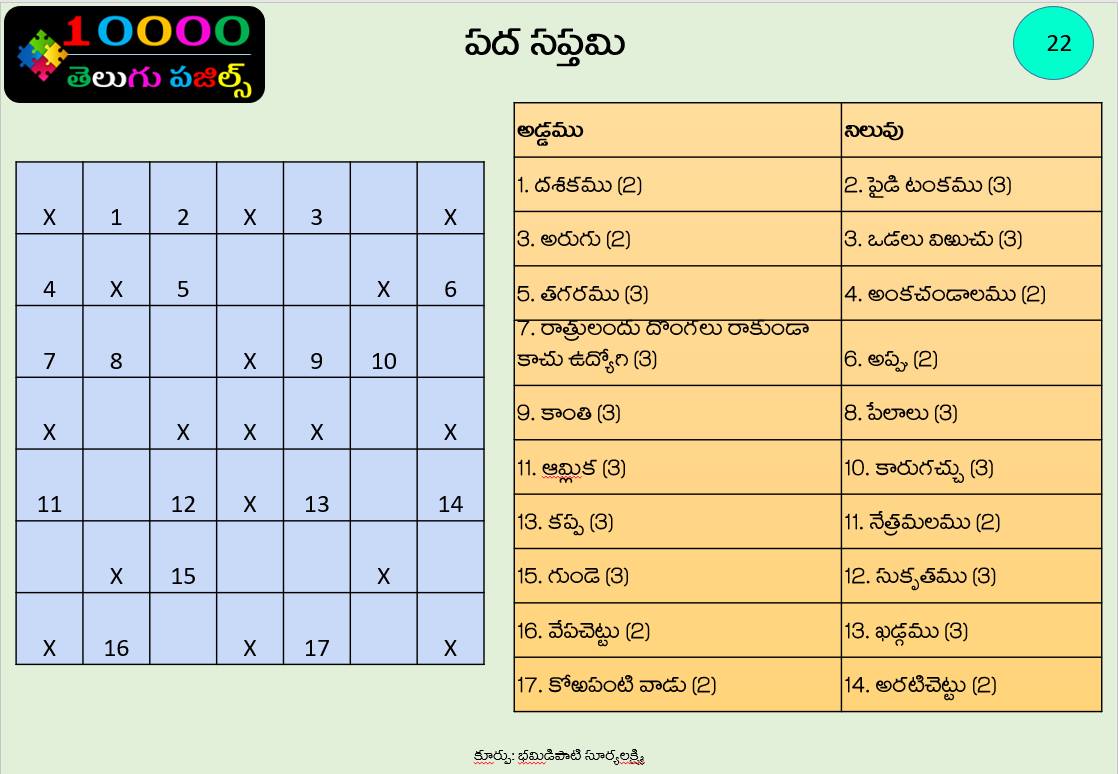 10000
తెలుగు పజిల్స్
పద సప్తమి
22
X 1 2 X 3 X
4 X 5 X 6
7 8 X 9 10
X X X X X
11 12 X 13 14
X 15 X
X 16 X 17 X
అడ్డము నిలువు
1. దశకము (2) 2. పైడి టంకము (3)
3. అరుగు (2) 3. ఒడలు విఱుచు (3)
5. తగరము (3) 4. అంకచండాలము (2)
7. రాత్రులందు దొంగలు రాకుండా
కాచు ఉద్యోగి (3) 6. అప్పు (2)
9. కాంతి (3) 8. పేలాలు (3)
11. ఆమ్లిక (3) 10. కారుగచ్చు (3)
13. కప్ప (3) 11. నేత్రమలము (2)
15. గుండె (3) 12. సుకృతము (3)
16. వేపచెట్టు (2) 13. ఖడ్గము (3)
17. కోఱపంటి వాడు (2) 14. అరటిచెట్టు (2)
కూర్పు: భమిడిపాటి సూర్యలక్ష్మి